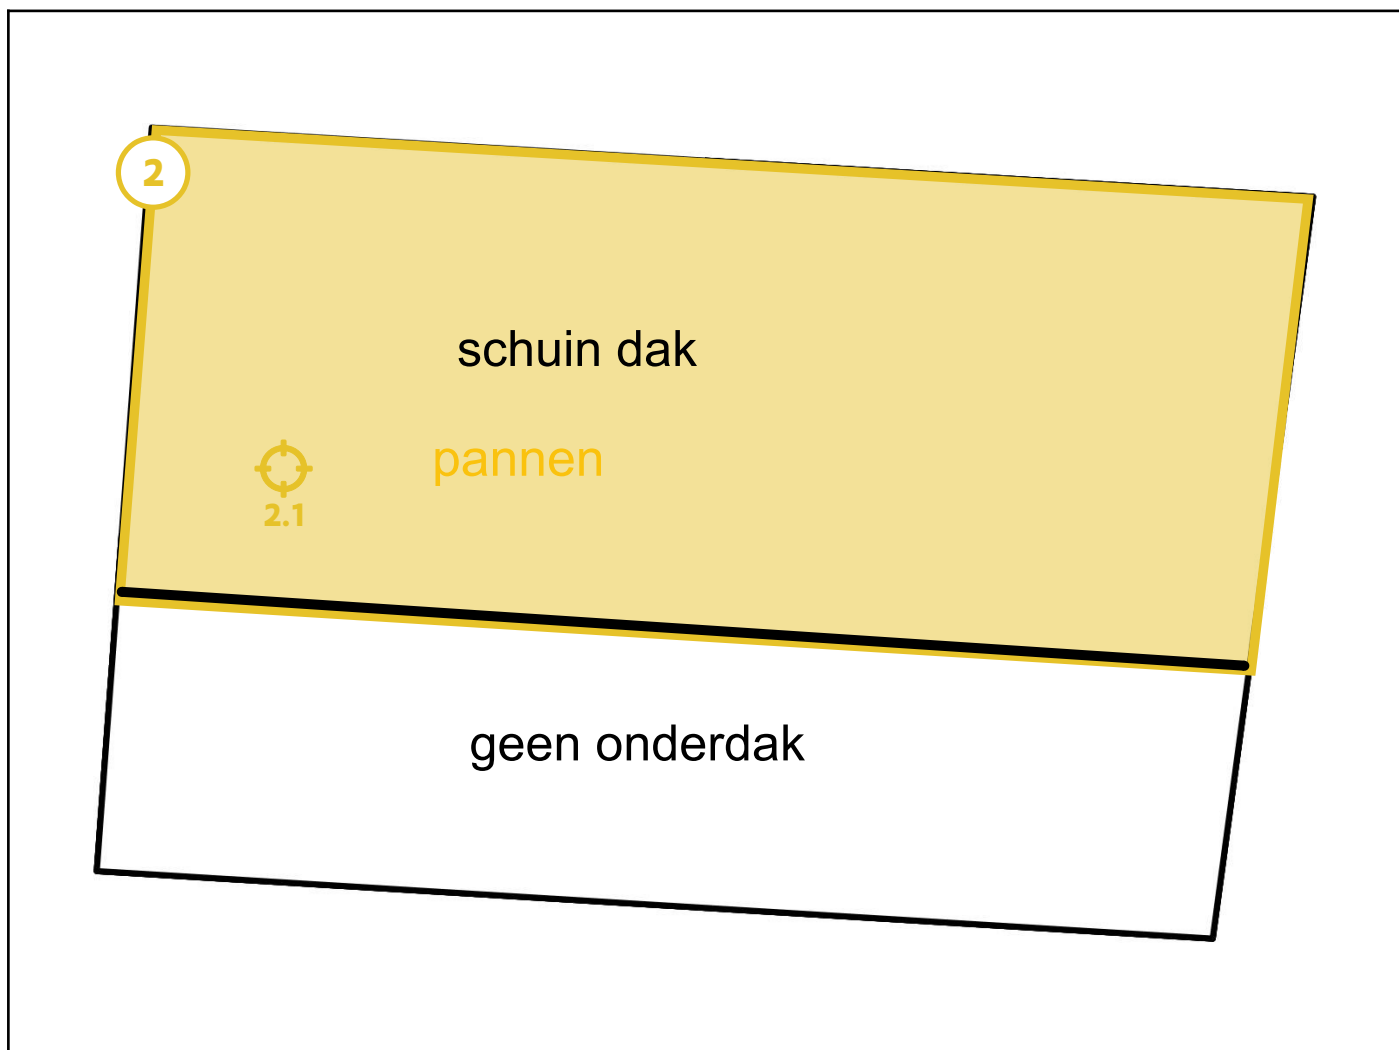 2
schuin dak
pannen
2.1
geen onderdak